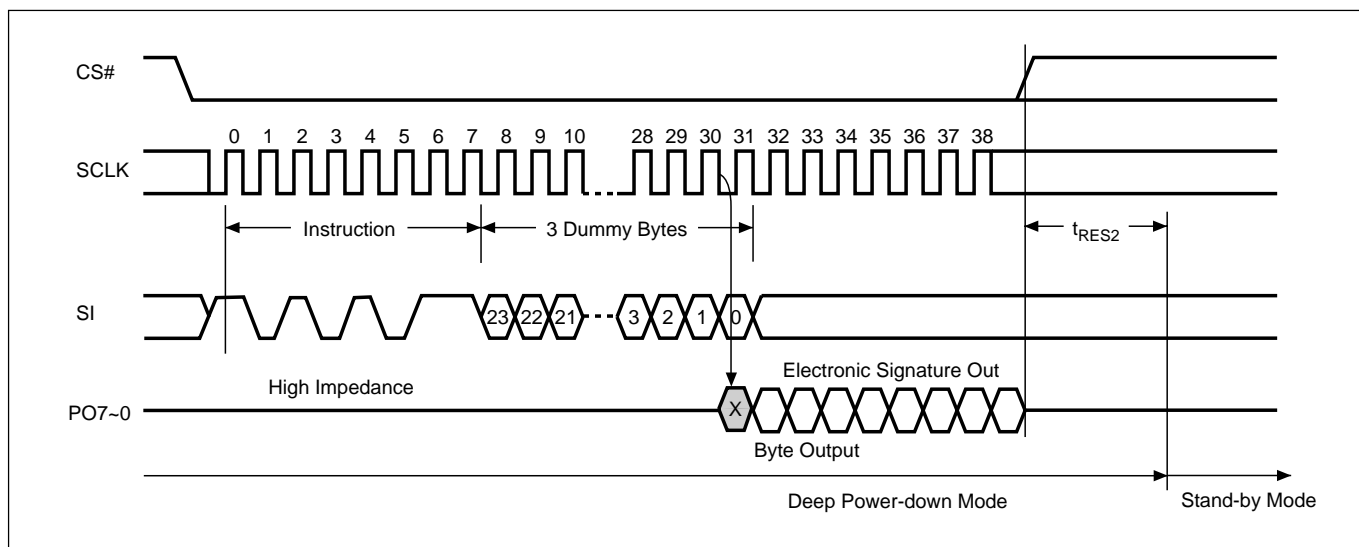 CS#
0 1 2 3 4 5 6 7 8 9 10 28 29 30 31 32 33 34 35 36 37 38
SCLK
Instruction
3 Dummy Bytes
tRES2
SI
23 22 21 3 2 1 0
High Impedance
Electronic Signature Out
PO7~0
X
Byte Output
Deep Power-down Mode
Stand-by Mode